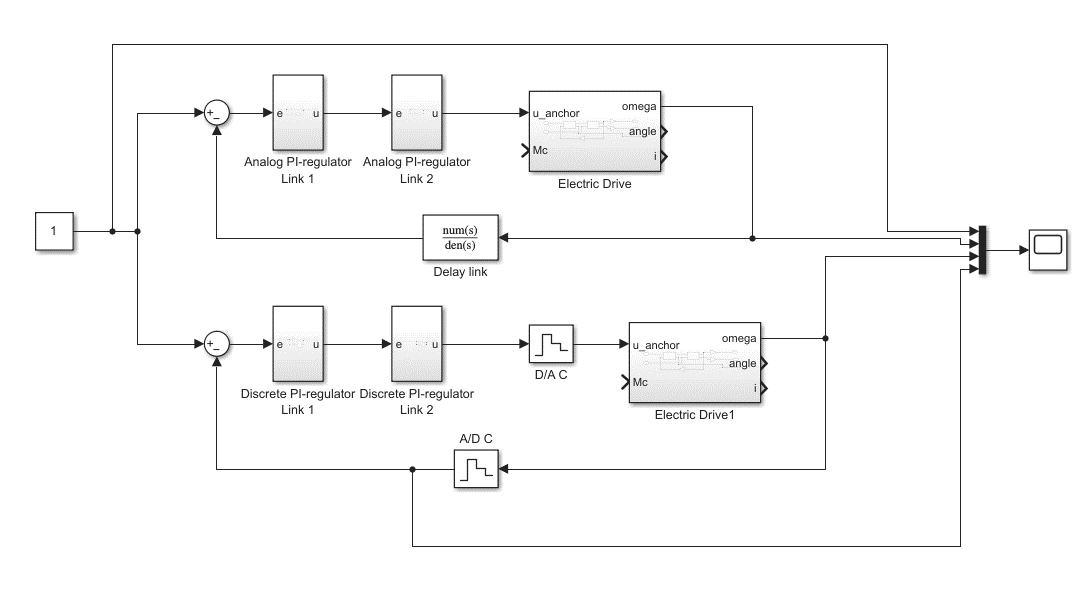 +
_
e u
e u
u_anchor
omega
angle
Mc
i
Analog PI-regulator
Link 1
Analog PI-regulator
Link 2
Electric Drive
1
num(s)
den(s)
Delay link
+
_
e u
e u
u_anchor
omega
angle
Mc
i
Discrete PI-regulator
Link 1
Discrete PI-regulator
Link 2
D/A C
Electric Drive1
A/D C